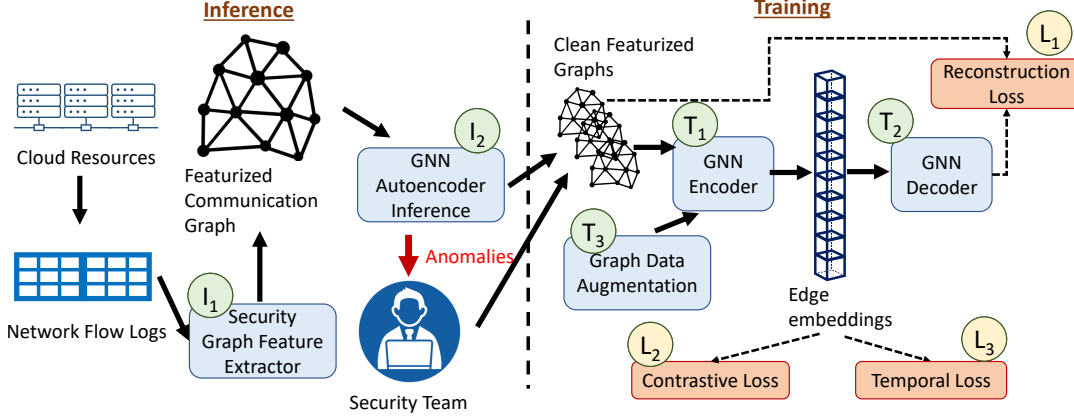 Inference
Cloud Resources
Network Flow Logs
I1
Security
Graph Feature
Extractor
Featurized
Communication
Graph
I2
GNN
Autoencoder
Inference
Anomalies
Security Team
Training
Clean Featurized
Graphs
T1
GNN
Encoder
T3
Graph Data
Augmentation
Edge
embeddings
T2
GNN
Decoder
L1
Reconstruction
Loss
L2
Contrastive Loss
L3
Temporal Loss